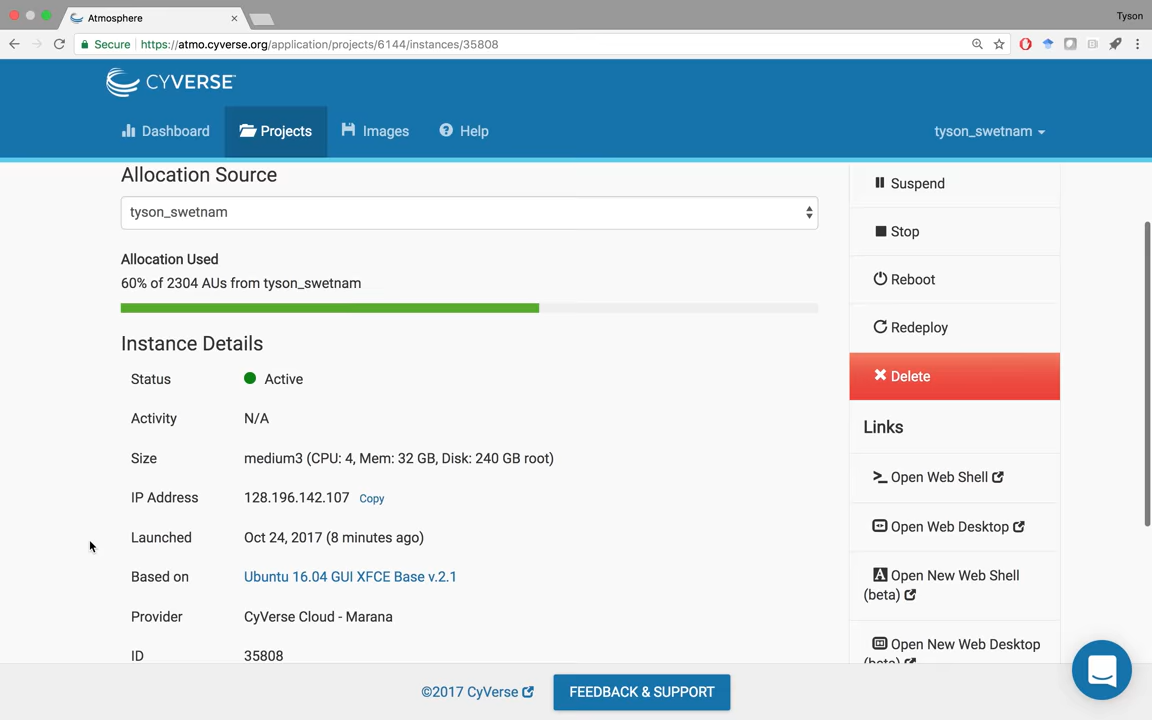 Atmosphere
Tyson
Secure https://atmo.cyverse.org/application/projects/6144/instances/35808
CYVERSE
Dashboard Projects Images Help tyson_swetnam
Allocation Source
tyson_swetnam
Allocation Used
60% of 2304 AUs from tyson_swetnam
Instance Details
Status Active
Activity N/A
Size medium3 (CPU: 4, Mem: 32 GB, Disk: 240 GB root)
IP Address 128.196.142.107 Copy
Launched Oct 24, 2017 (8 minutes ago)
Based on Ubuntu 16.04 GUI XFCE Base v.2.1
Provider CyVerse Cloud - Marana
ID 35808
Suspend
Stop
Reboot
Redeploy
Delete
Links
Open Web Shell
Open Web Desktop
Open New Web Shell
(beta)
Open New Web Desktop
(beta)
©2017 CyVerse FEEDBACK & SUPPORT